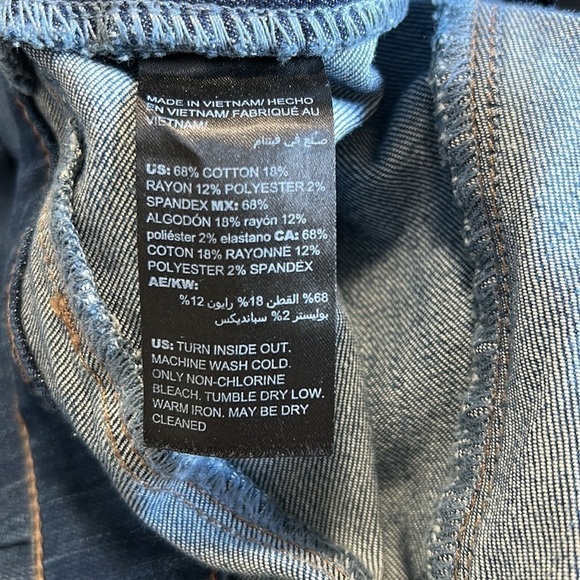 MADE IN VIETNAM/ HECHO
EN VIETNAM/ FABRIQUÉ AU
VIETNAM/
صنع في فيتنام
US: 68% COTTON 18%
RAYON 12% POLYESTER 2%
SPANDEX MX: 68%
ALGODÓN 18% rayón 12%
poliéster 2% elastano CA: 68%
COTON 18% RAYONNE 12%
POLYESTER 2% SPANDEX
AE/KW:
68% القطن 18% رايون 12%
بوليستر 2% سبانديكس
US: TURN INSIDE OUT.
MACHINE WASH COLD.
ONLY NON-CHLORINE
BLEACH. TUMBLE DRY LOW.
WARM IRON. MAY BE DRY
CLEANED